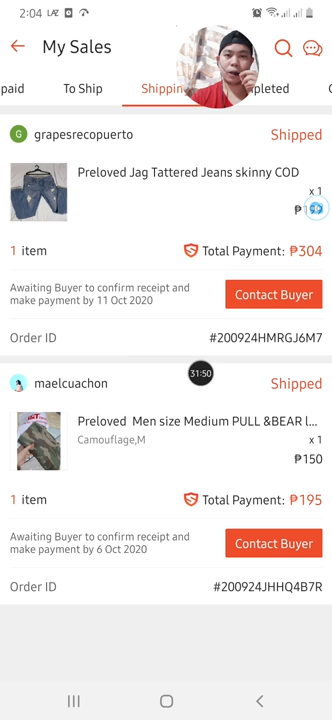 2:04 LAZ
My Sales
paid To Ship Shipping pleted
G grapesrecopuerto Shipped
Preloved Jag Tattered Jeans skinny COD
x 1
₱1
1 item Total Payment: ₱304
Awaiting Buyer to confirm receipt and
make payment by 11 Oct 2020
Contact Buyer
Order ID #200924HMRGJ6M7
31:50
maelcuachon Shipped
Preloved Men size Medium PULL &BEAR l...
Camouflage,M x 1
₱150
1 item Total Payment: ₱195
Awaiting Buyer to confirm receipt and
make payment by 6 Oct 2020
Contact Buyer
Order ID #200924JHHQ4B7R